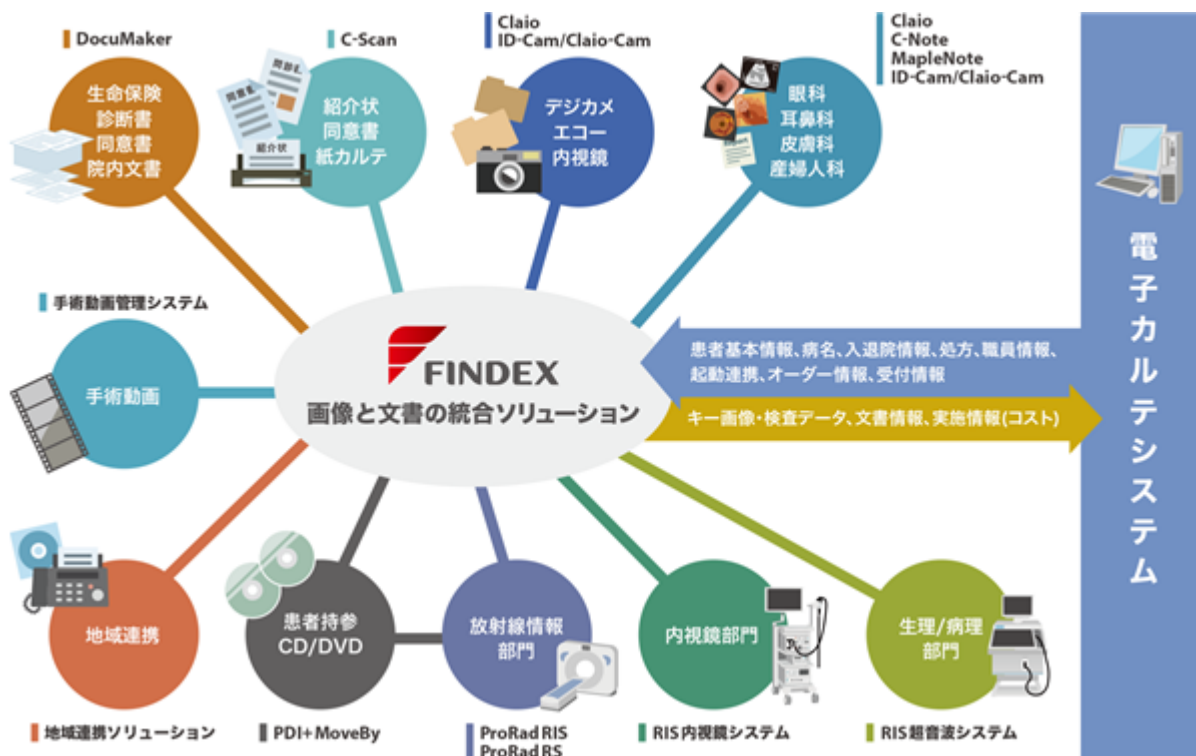 DocuMaker
生命保険
診断書
同意書
院内文書
C-Scan
問診票
同意書
紹介状
紹介状
同意書
紙カルテ
Claio
ID-Cam/Claio-Cam
デジカメ
エコー
内視鏡
Claio
C-Note
MapleNote
ID-Cam/Claio-Cam
眼科
耳鼻科
皮膚科
産婦人科
手術動画管理システム
手術動画
FINDEX
画像と文書の統合ソリューション
患者基本情報、病名、入退院情報、処方、職員情報、
起動連携、オーダー情報、受付情報
キー画像・検査データ、文書情報、実施情報(コスト)
電子カルテシステム
地域連携
地域連携ソリューション
患者持参
CD/DVD
PDI+MoveBy
放射線情報
部門
ProRad RIS
ProRad RS
内視鏡部門
RIS内視鏡システム
生理/病理
部門
RIS超音波システム